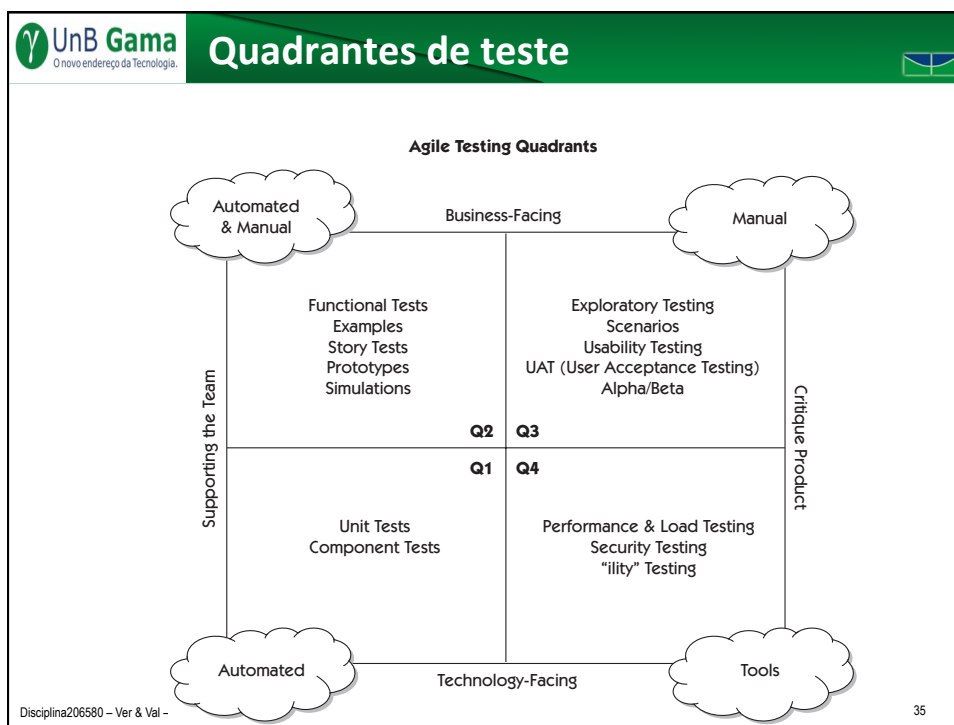 γ UnB Gama
O novo endereço da Tecnologia.
Quadrantes de teste
Agile Testing Quadrants
Automated
& Manual
Business-Facing
Manual
Functional Tests
Examples
Story Tests
Prototypes
Simulations
Exploratory Testing
Scenarios
Usability Testing
UAT (User Acceptance Testing)
Alpha/Beta
Supporting the Team
Critique Product
Q2 Q3
Q1 Q4
Unit Tests
Component Tests
Performance & Load Testing
Security Testing
“ility” Testing
Automated
Technology-Facing
Tools
Disciplina206580 – Ver & Val –
35